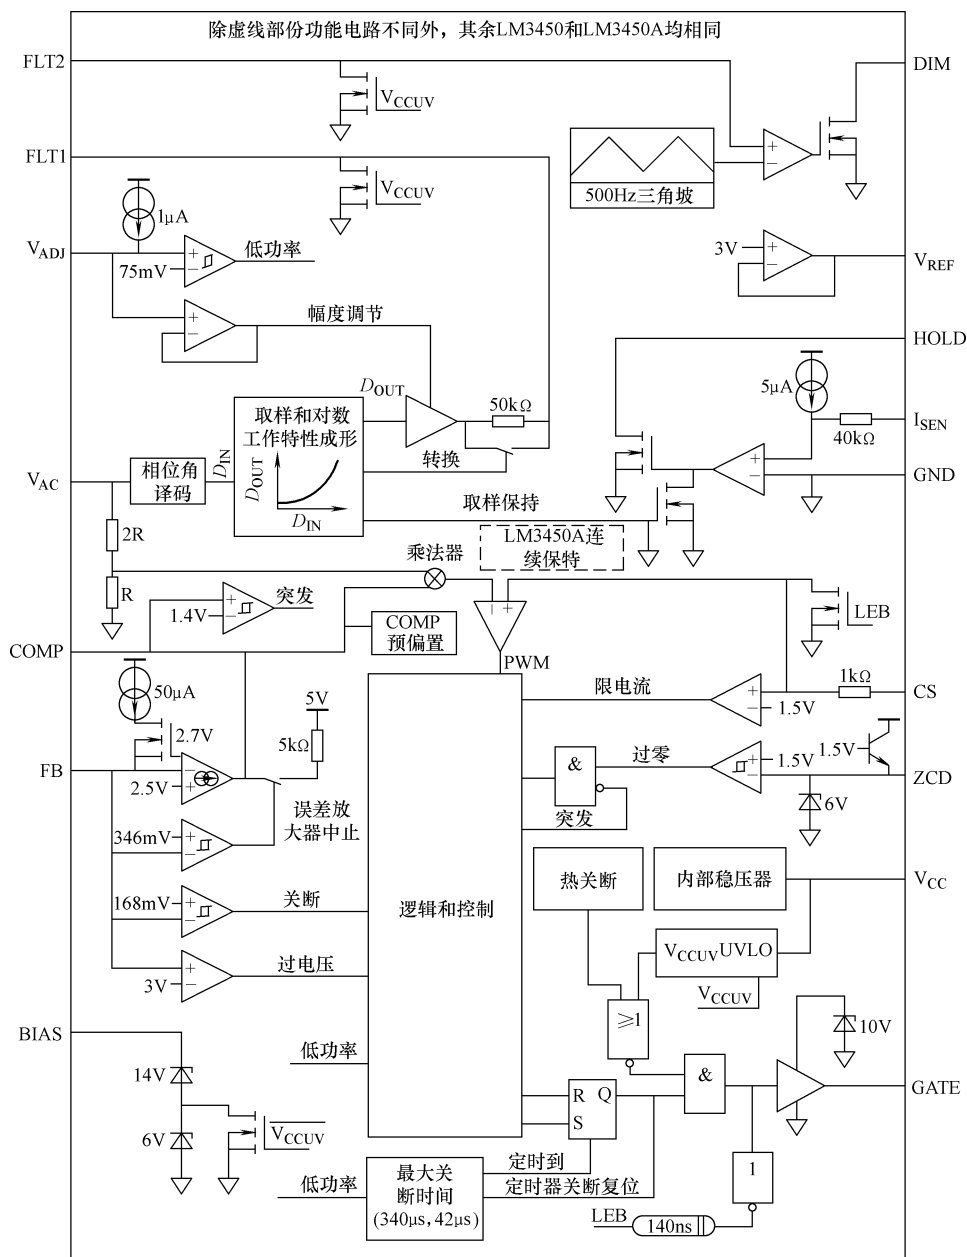 除虚线部份功能电路不同外，其余LM3450和LM3450A均相同
FLT2
DIM
VCCUV
500Hz三角坡
FLT1
VCCUV
1μA
VADJ
75mV
低功率
3V
VREF
幅度调节
HOLD
DOUT
5μA
50kΩ
ISEN
40kΩ
取样和对数
工作特性成形
DOUT
DIN
DIN
转换
GND
VAC
相位角
译码
取样保持
LM3450A连
续保特
2R
乘法器
R
突发
1.4V
COMP
预偏置
LEB
COMP
PWM
50μA
2.7V
5V
5kΩ
限电流
1kΩ
CS
1.5V
FB
2.5V
&
过零
1.5V
1.5V
ZCD
6V
突发
误差放
大器中止
346mV
168mV
关断
逻辑和控制
热关断
内部稳压器
VCC
VCCUVUVLO
VCCUV
过电压
3V
≥1
BIAS
10V
14V
低功率
&
GATE
R Q
S
6V
VCCUV
定时到
低功率
最大关
断时间
(340μs,42μs)
定时器关断复位
1
LEB
140ns